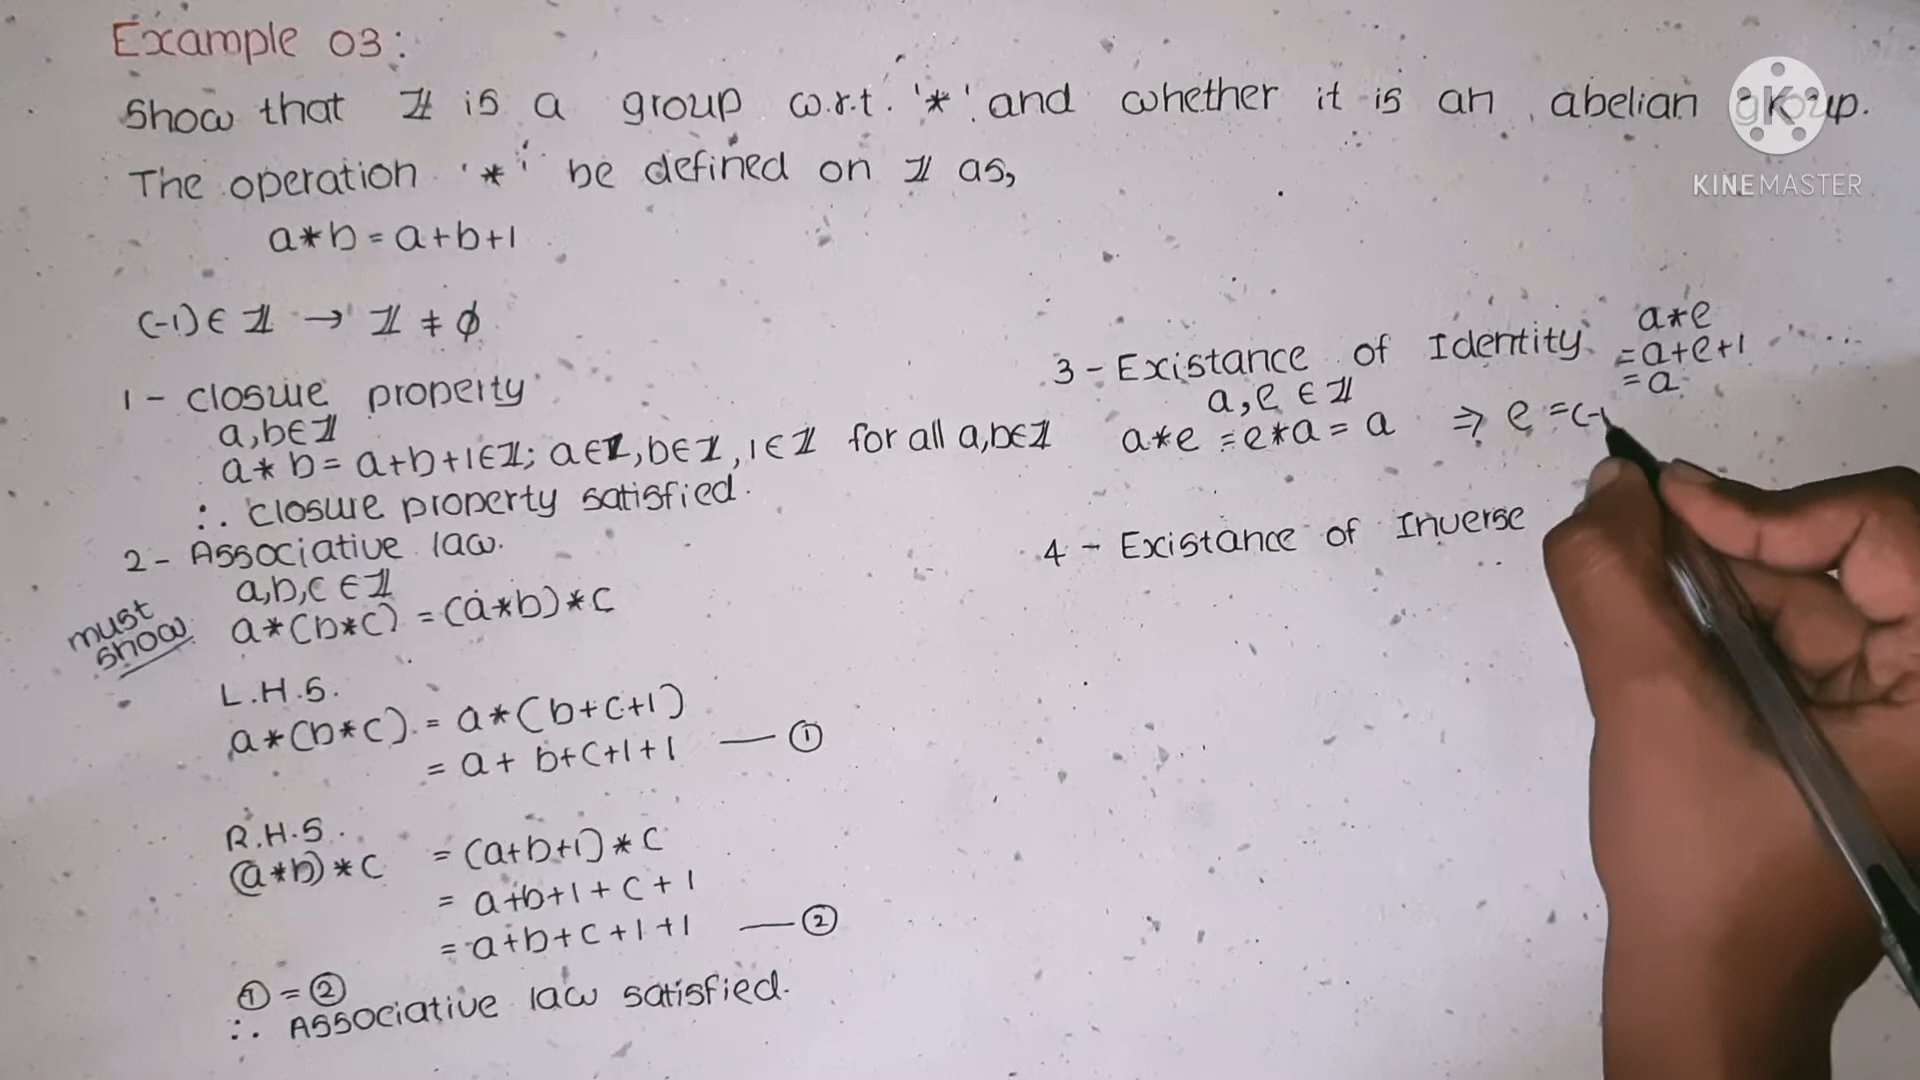 Example 03:
Show that ℤ is a group w.r.t. '*' and whether it is an abelian group.
The operation '*' be defined on ℤ as,
a*b = a+b+1
(-1) ∈ ℤ → ℤ ≠ ϕ
1 - closure property
a,b∈ℤ
a * b = a+b+1∈ℤ; a∈ℤ, b∈ℤ, 1∈ℤ for all a,b∈ℤ
∴ closure property satisfied.
2 - Associative law.
a,b,c ∈ℤ
must show
a*(b*c) = (a*b)*c
L.H.S.
a*(b*c) = a*(b+c+1)
= a+ b+c+1+1 — ①
R.H.S.
(a*b)*c = (a+b+1)*c
= a+b+1+c+1
= a+b+c+1+1 — ②
① = ②
∴ Associative law satisfied.
3 - Existance of Identity
a,e ∈ℤ
a*e = e*a = a ⇒ e =(-1
a*e
=a+e+1
=a
4 - Existance of Inverse
K
KINEMASTER